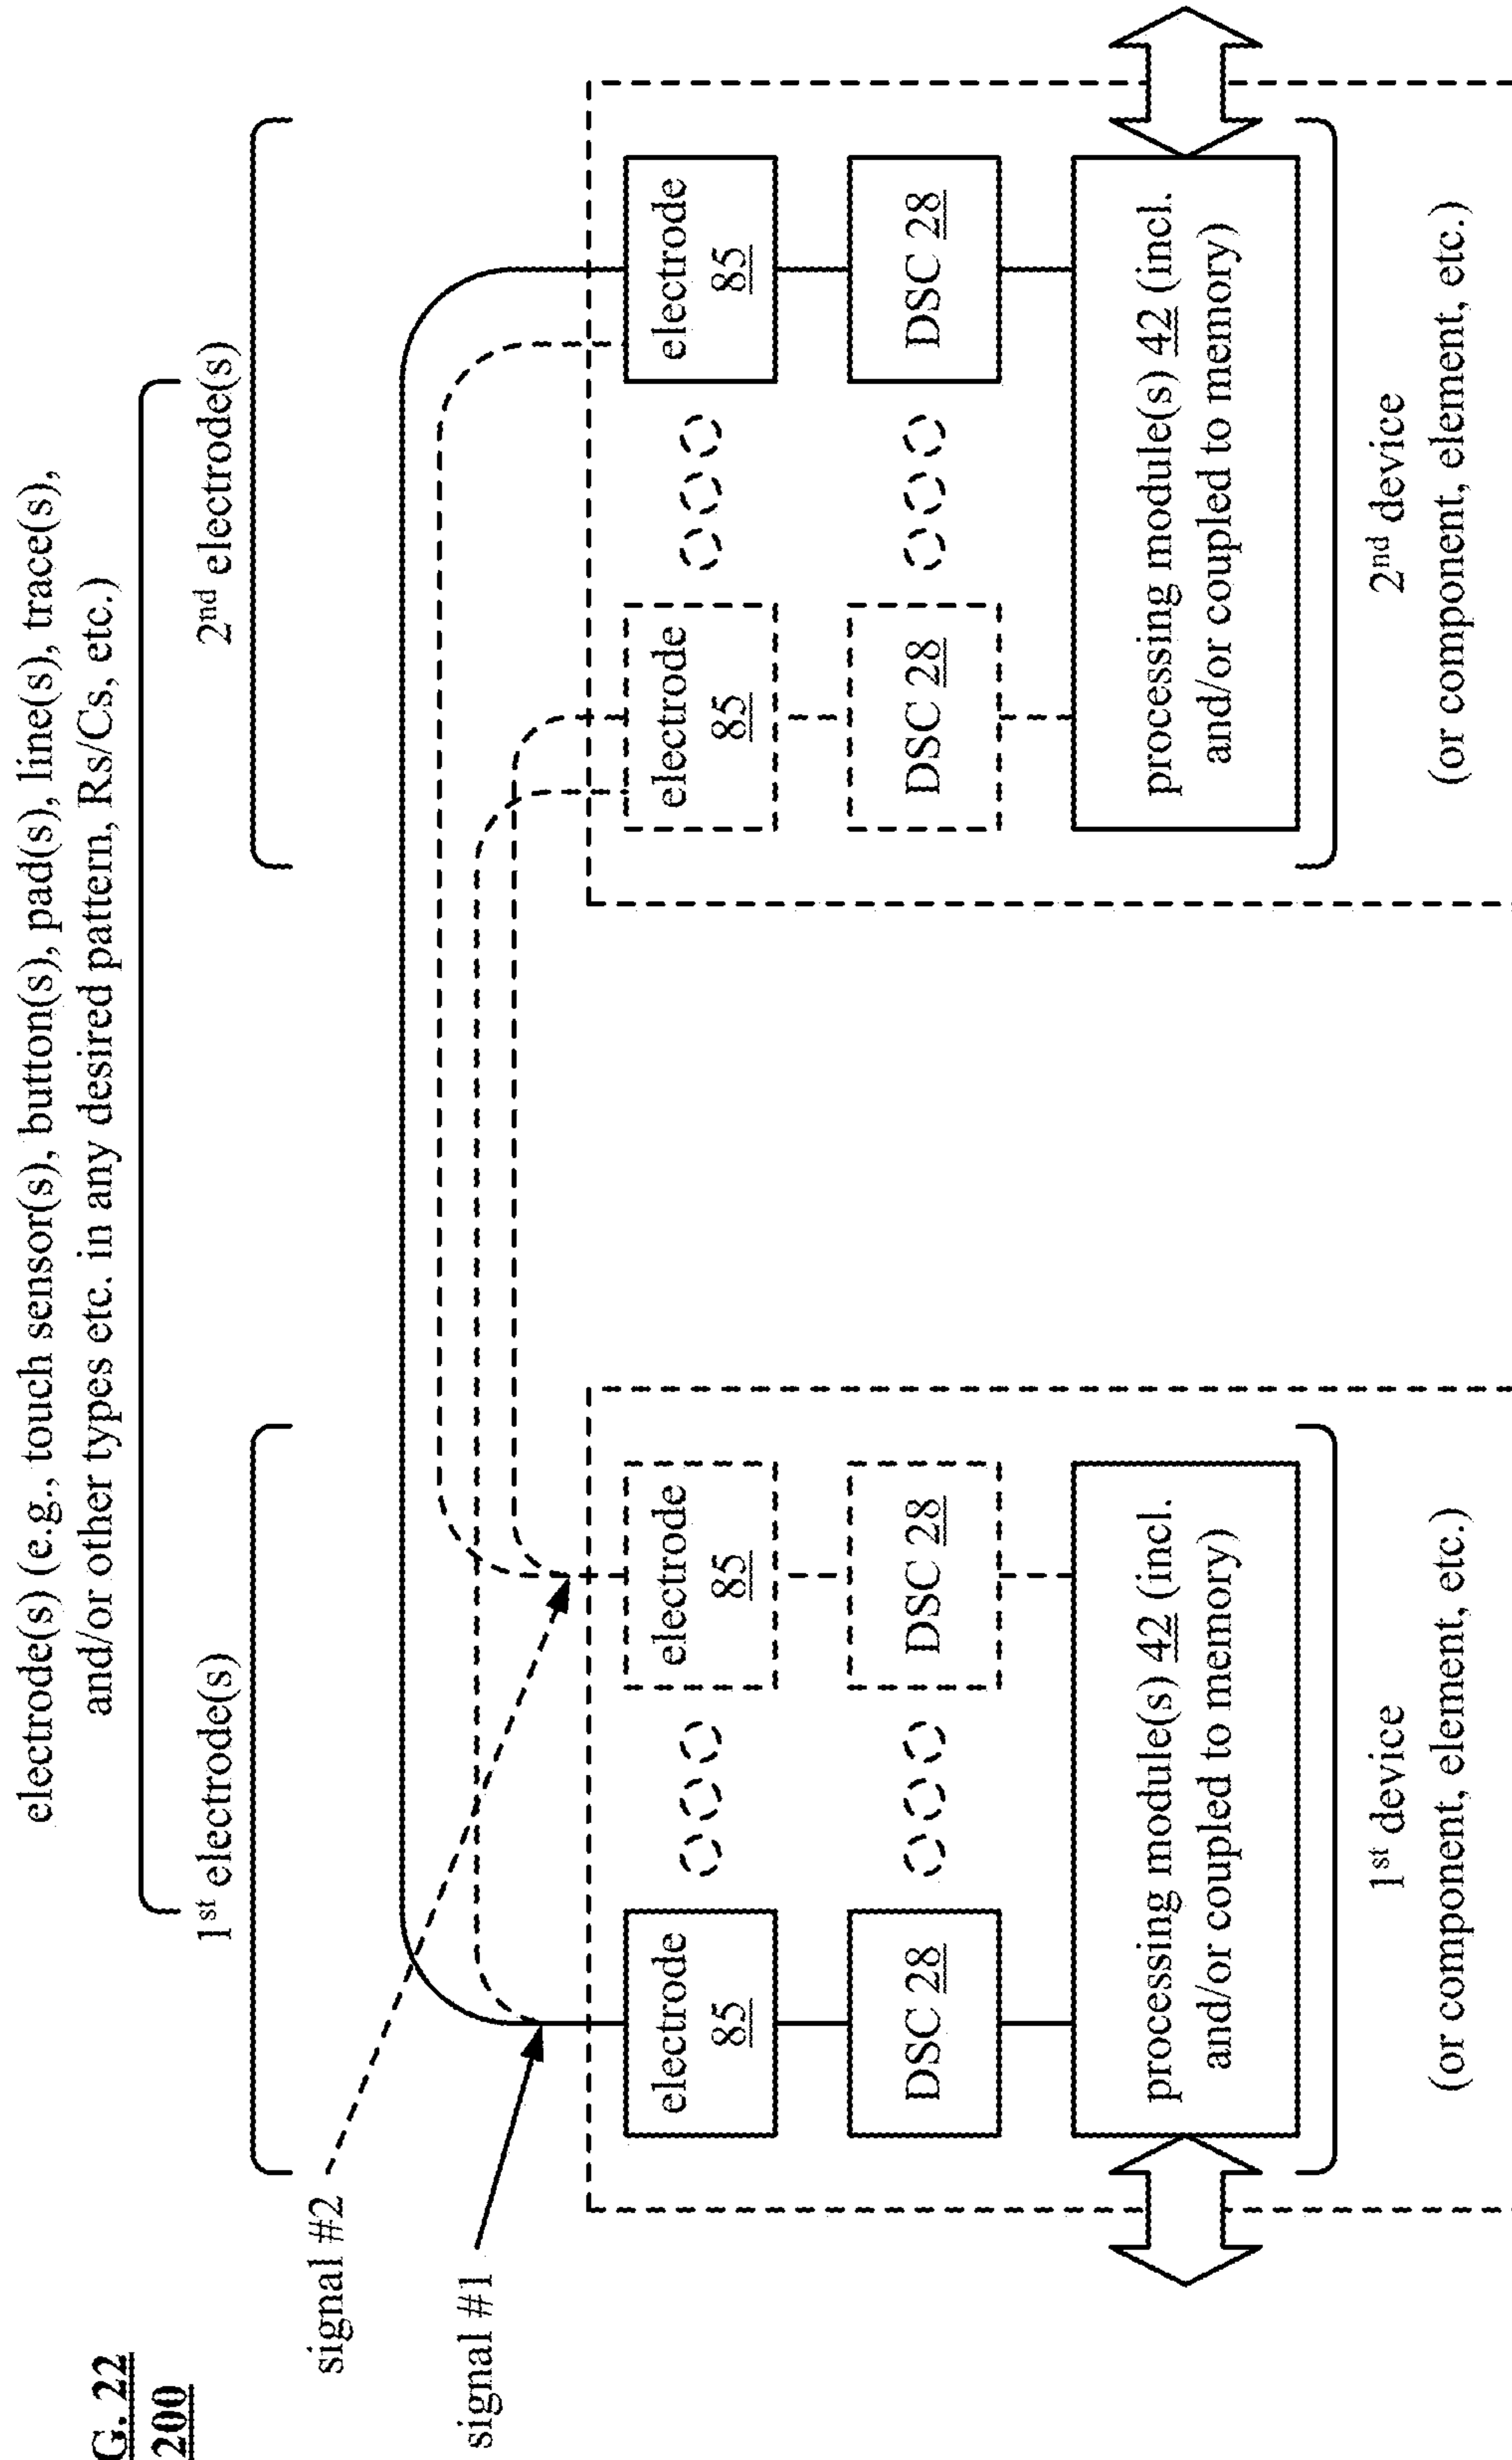 G. 22
200
electrode(s) (e.g., touch sensor(s), button(s), pad(s), line(s), trace(s),
and/or other types etc. in any desired pattern, Rs/Cs, etc.)
1st electrode(s)
2nd electrode(s)
signal #2
signal #1
electrode
85
electrode
85
electrode
85
electrode
85
DSC 28
DSC 28
DSC 28
DSC 28
processing module(s) 42 (incl.
and/or coupled to memory)
processing module(s) 42 (incl.
and/or coupled to memory)
1st device
(or component, element, etc.)
2nd device
(or component, element, etc.)